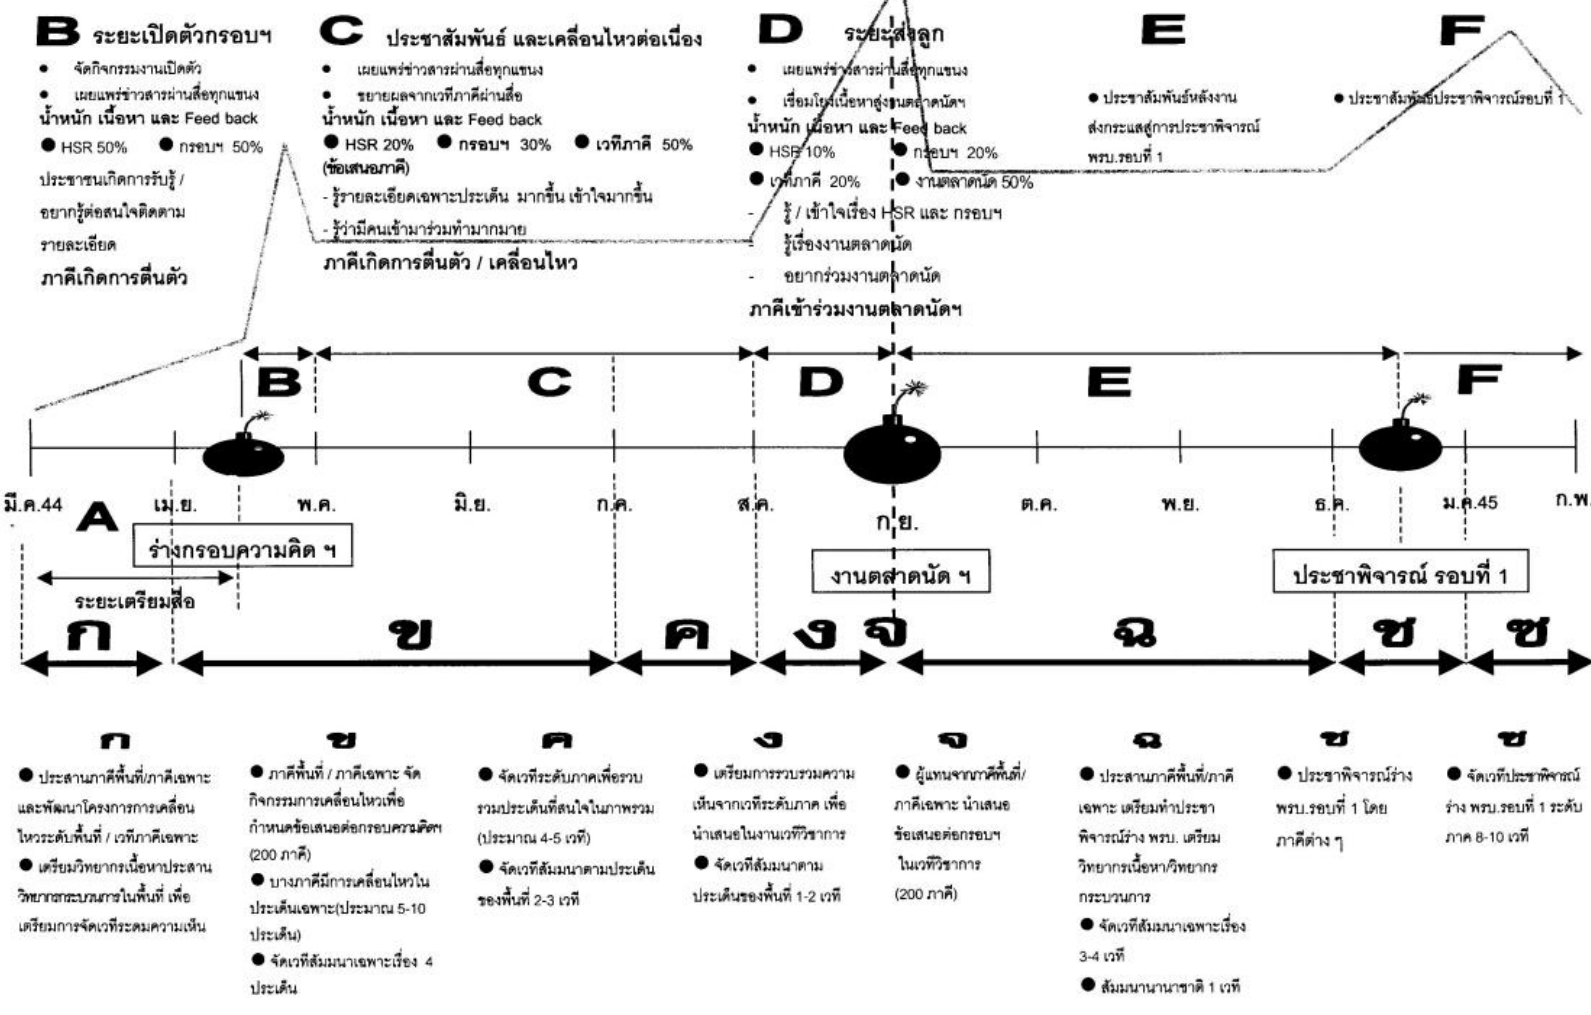 B ระยะเปิดตัวกรอบฯ
● จัดกิจกรรมงานเปิดตัว
● เผยแพร่ข่าวสารผ่านสื่อทุกแขนง
น้ำหนัก เนื้อหา และ Feed back
● HSR 50% ● กรอบฯ 50%
ประชาชนเกิดการรับรู้ /
อยากรู้ต่อสนใจติดตาม
รายละเอียด
ภาคีเกิดการตื่นตัว
C ประชาสัมพันธ์ และเคลื่อนไหวต่อเนื่อง
● เผยแพร่ข่าวสารผ่านสื่อทุกแขนง
● ขยายผลจากเวทีภาคีผ่านสื่อ
น้ำหนัก เนื้อหา และ Feed back
● HSR 20% ● กรอบฯ 30% ● เวทีภาคี 50%
(ข้อเสนอภาคี)
- รู้รายละเอียดเฉพาะประเด็น มากขึ้น เข้าใจมากขึ้น
- รู้ว่ามีคนเข้ามาร่วมทำมากมาย
ภาคีเกิดการตื่นตัว / เคลื่อนไหว
D ระยะส่งลูก
● เผยแพร่ข่าวสารผ่านสื่อทุกแขนง
● เชื่อมโยงเนื้อหาสู่งานตลาดนัดฯ
น้ำหนัก เนื้อหา และ Feed back
● HSR 10% ● กรอบฯ 20%
● เวทีภาคี 20% ● งานตลาดนัด 50%
- รู้ / เข้าใจเรื่อง HSR และ กรอบฯ
- รู้เรื่องงานตลาดนัด
- อยากร่วมงานตลาดนัด
ภาคีเข้าร่วมงานตลาดนัดฯ
E
● ประชาสัมพันธ์หลังงาน
ส่งกระแสสู่การประชาพิจารณ์
พรบ.รอบที่ 1
F
● ประชาสัมพันธ์ประชาพิจารณ์รอบที่ 1
B C D E F
มี.ค.44 เม.ย. พ.ค. มิ.ย. ก.ค. ส.ค. ก.ย. ต.ค. พ.ย. ธ.ค. ม.ค.45 ก.พ.
A
ร่างกรอบความคิด ฯ
งานตลาดนัด ฯ
ประชาพิจารณ์ รอบที่ 1
ระยะเตรียมสื่อ
ก ข ค ง จ ฉ ช ซ
ก
● ประสานภาคีพื้นที่/ภาคีเฉพาะ
และพัฒนาโครงการการเคลื่อน
ไหวระดับพื้นที่ / เวทีภาคีเฉพาะ
● เตรียมวิทยากรเนื้อหาประสาน
วิทยากรกระบวนการในพื้นที่ เพื่อ
เตรียมการจัดเวทีระดมความเห็น
ข
● ภาคีพื้นที่ / ภาคีเฉพาะ จัด
กิจกรรมการเคลื่อนไหวเพื่อ
กำหนดข้อเสนอต่อกรอบความคิดฯ
(200 ภาคี)
● บางภาคีมีการเคลื่อนไหวใน
ประเด็นเฉพาะ(ประมาณ 5-10
ประเด็น)
● จัดเวทีสัมมนาเฉพาะเรื่อง 4
ประเด็น
ค
● จัดเวทีระดับภาคเพื่อรวบ
รวมประเด็นที่สนใจในภาพรวม
(ประมาณ 4-5 เวที)
● จัดเวทีสัมมนาตามประเด็น
ของพื้นที่ 2-3 เวที
ง
● เตรียมการรวบรวมความ
เห็นจากเวทีระดับภาค เพื่อ
นำเสนอในงานเวทีวิชาการ
● จัดเวทีสัมมนาตาม
ประเด็นของพื้นที่ 1-2 เวที
จ
● ผู้แทนจากภาคีพื้นที่/
ภาคีเฉพาะ นำเสนอ
ข้อเสนอต่อกรอบฯ
ในเวทีวิชาการ
(200 ภาคี)
ฉ
● ประสานภาคีพื้นที่/ภาคี
เฉพาะ เตรียมทำประชา
พิจารณ์ร่าง พรบ. เตรียม
วิทยากรเนื้อหา/วิทยากร
กระบวนการ
● จัดเวทีสัมมนาเฉพาะเรื่อง
3-4 เวที
● สัมมนานานาชาติ 1 เวที
ช
● ประชาพิจารณ์ร่าง
พรบ.รอบที่ 1 โดย
ภาคีต่าง ๆ
ซ
● จัดเวทีประชาพิจารณ์
ร่าง พรบ.รอบที่ 1 ระดับ
ภาค 8-10 เวที